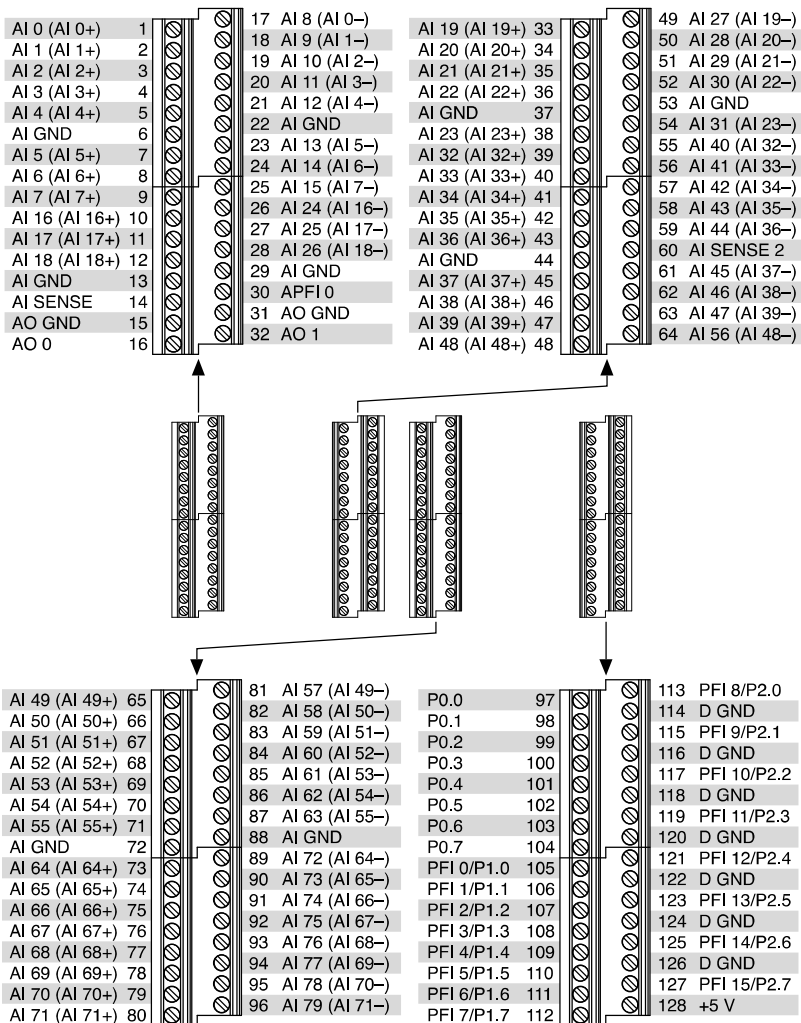 AI 0 (AI 0+) 1
AI 1 (AI 1+) 2
AI 2 (AI 2+) 3
AI 3 (AI 3+) 4
AI 4 (AI 4+) 5
AI GND 6
AI 5 (AI 5+) 7
AI 6 (AI 6+) 8
AI 7 (AI 7+) 9
AI 16 (AI 16+) 10
AI 17 (AI 17+) 11
AI 18 (AI 18+) 12
AI GND 13
AI SENSE 14
AO GND 15
AO 0 16
17 AI 8 (AI 0–)
18 AI 9 (AI 1–)
19 AI 10 (AI 2–)
20 AI 11 (AI 3–)
21 AI 12 (AI 4–)
22 AI GND
23 AI 13 (AI 5–)
24 AI 14 (AI 6–)
25 AI 15 (AI 7–)
26 AI 24 (AI 16–)
27 AI 25 (AI 17–)
28 AI 26 (AI 18–)
29 AI GND
30 APFI 0
31 AO GND
32 AO 1
AI 19 (AI 19+) 33
AI 20 (AI 20+) 34
AI 21 (AI 21+) 35
AI 22 (AI 22+) 36
AI GND 37
AI 23 (AI 23+) 38
AI 32 (AI 32+) 39
AI 33 (AI 33+) 40
AI 34 (AI 34+) 41
AI 35 (AI 35+) 42
AI 36 (AI 36+) 43
AI GND 44
AI 37 (AI 37+) 45
AI 38 (AI 38+) 46
AI 39 (AI 39+) 47
AI 48 (AI 48+) 48
49 AI 27 (AI 19–)
50 AI 28 (AI 20–)
51 AI 29 (AI 21–)
52 AI 30 (AI 22–)
53 AI GND
54 AI 31 (AI 23–)
55 AI 40 (AI 32–)
56 AI 41 (AI 33–)
57 AI 42 (AI 34–)
58 AI 43 (AI 35–)
59 AI 44 (AI 36–)
60 AI SENSE 2
61 AI 45 (AI 37–)
62 AI 46 (AI 38–)
63 AI 47 (AI 39–)
64 AI 56 (AI 48–)
AI 49 (AI 49+) 65
AI 50 (AI 50+) 66
AI 51 (AI 51+) 67
AI 52 (AI 52+) 68
AI 53 (AI 53+) 69
AI 54 (AI 54+) 70
AI 55 (AI 55+) 71
AI GND 72
AI 64 (AI 64+) 73
AI 65 (AI 65+) 74
AI 66 (AI 66+) 75
AI 67 (AI 67+) 76
AI 68 (AI 68+) 77
AI 69 (AI 69+) 78
AI 70 (AI 70+) 79
AI 71 (AI 71+) 80
81 AI 57 (AI 49–)
82 AI 58 (AI 50–)
83 AI 59 (AI 51–)
84 AI 60 (AI 52–)
85 AI 61 (AI 53–)
86 AI 62 (AI 54–)
87 AI 63 (AI 55–)
88 AI GND
89 AI 72 (AI 64–)
90 AI 73 (AI 65–)
91 AI 74 (AI 66–)
92 AI 75 (AI 67–)
93 AI 76 (AI 68–)
94 AI 77 (AI 69–)
95 AI 78 (AI 70–)
96 AI 79 (AI 71–)
P0.0 97
P0.1 98
P0.2 99
P0.3 100
P0.4 101
P0.5 102
P0.6 103
P0.7 104
PFI 0/P1.0 105
PFI 1/P1.1 106
PFI 2/P1.2 107
PFI 3/P1.3 108
PFI 4/P1.4 109
PFI 5/P1.5 110
PFI 6/P1.6 111
PFI 7/P1.7 112
113 PFI 8/P2.0
114 D GND
115 PFI 9/P2.1
116 D GND
117 PFI 10/P2.2
118 D GND
119 PFI 11/P2.3
120 D GND
121 PFI 12/P2.4
122 D GND
123 PFI 13/P2.5
124 D GND
125 PFI 14/P2.6
126 D GND
127 PFI 15/P2.7
128 +5 V